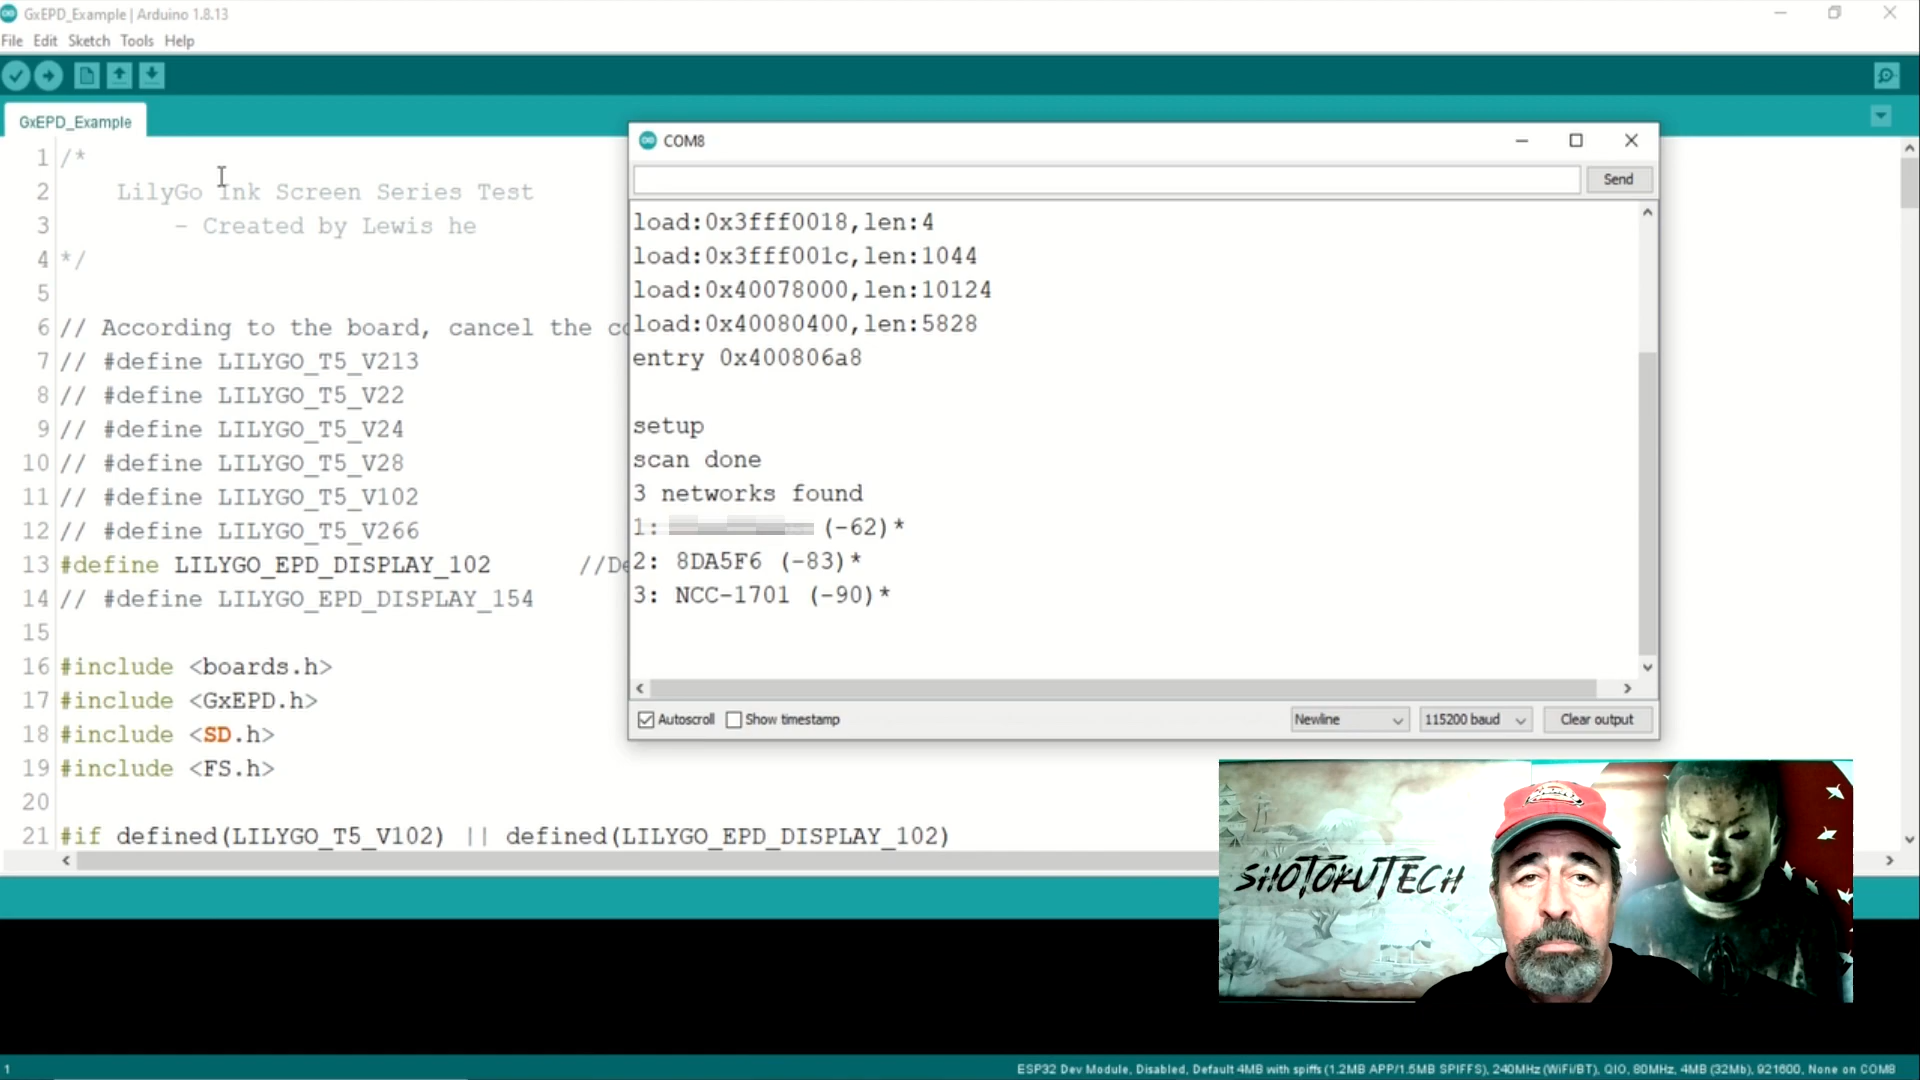 GxEPD_Example | Arduino 1.8.13
File Edit Sketch Tools Help
GxEPD_Example
1 /*
2 LilyGo Ink Screen Series Test
3 - Created by Lewis he
4 */
5
6 // According to the board, cancel the co
7 // #define LILYGO_T5_V213
8 // #define LILYGO_T5_V22
9 // #define LILYGO_T5_V24
10 // #define LILYGO_T5_V28
11 // #define LILYGO_T5_V102
12 // #define LILYGO_T5_V266
13 #define LILYGO_EPD_DISPLAY_102 //De
14 // #define LILYGO_EPD_DISPLAY_154
15
16 #include <boards.h>
17 #include <GxEPD.h>
18 #include <SD.h>
19 #include <FS.h>
20
21 #if defined(LILYGO_T5_V102) || defined(LILYGO_EPD_DISPLAY_102)
COM8
Send
load:0x3fff0018,len:4
load:0x3fff001c,len:1044
load:0x40078000,len:10124
load:0x40080400,len:5828
entry 0x400806a8
setup
scan done
3 networks found
1: (-62)*
2: 8DA5F6 (-83)*
3: NCC-1701 (-90)*
Autoscroll Show timestamp Newline 115200 baud Clear output
SHOTOKUTECH
1 ESP32 Dev Module, Disabled, Default 4MB with spiffs (1.2MB APP/1.5MB SPIFFS), 240MHz (WiFi/BT), QIO, 80MHz, 4MB (32Mb), 921600, None on COM8